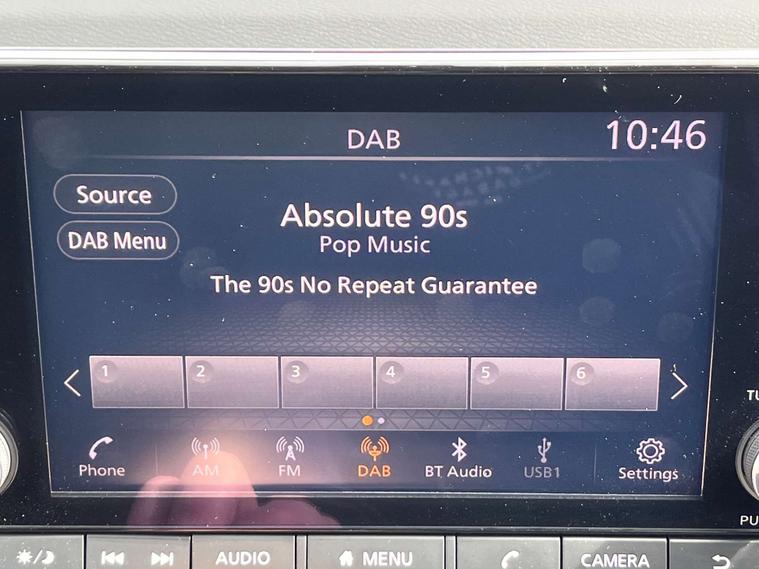 DAB
10:46
Source
DAB Menu
Absolute 90s
Pop Music
The 90s No Repeat Guarantee
1 2 3 4 5 6
Phone AM FM DAB BT Audio USB1 Settings
AUDIO MENU CAMERA